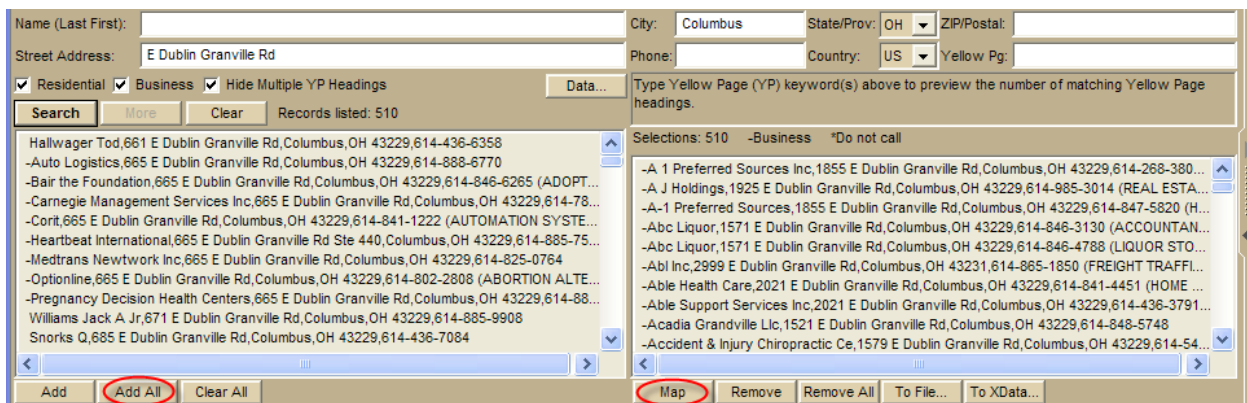 Name (Last First):
City: Columbus State/Prov: OH ZIP/Postal:
Street Address: E Dublin Granville Rd
Phone: Country: US Yellow Pg:
Residential Business Hide Multiple YP Headings Data...
Type Yellow Page (YP) keyword(s) above to preview the number of matching Yellow Page
headings.
Search More Clear Records listed: 510
Selections: 510 -Business *Do not call
Hallwager Tod,661 E Dublin Granville Rd,Columbus,OH 43229,614-436-6358
-Auto Logistics,665 E Dublin Granville Rd,Columbus,OH 43229,614-888-6770
-Bair the Foundation,665 E Dublin Granville Rd,Columbus,OH 43229,614-846-6265 (ADOPT...
-Carnegie Management Services Inc,665 E Dublin Granville Rd,Columbus,OH 43229,614-78...
-Corit,665 E Dublin Granville Rd,Columbus,OH 43229,614-841-1222 (AUTOMATION SYSTE...
-Heartbeat International,665 E Dublin Granville Rd Ste 440,Columbus,OH 43229,614-885-75...
-Medtrans Newtwork Inc,665 E Dublin Granville Rd,Columbus,OH 43229,614-825-0764
-Optionline,665 E Dublin Granville Rd,Columbus,OH 43229,614-802-2808 (ABORTION ALTE...
-Pregnancy Decision Health Centers,665 E Dublin Granville Rd,Columbus,OH 43229,614-88...
Williams Jack A Jr,671 E Dublin Granville Rd,Columbus,OH 43229,614-885-9908
Snorks Q,685 E Dublin Granville Rd,Columbus,OH 43229,614-436-7084
-A 1 Preferred Sources Inc,1855 E Dublin Granville Rd,Columbus,OH 43229,614-268-380...
-A J Holdings,1925 E Dublin Granville Rd,Columbus,OH 43229,614-985-3014 (REAL ESTA...
-A-1 Preferred Sources,1855 E Dublin Granville Rd,Columbus,OH 43229,614-847-5820 (H...
-Abc Liquor,1571 E Dublin Granville Rd,Columbus,OH 43229,614-846-3130 (ACCOUNTAN...
-Abc Liquor,1571 E Dublin Granville Rd,Columbus,OH 43229,614-846-4788 (LIQUOR STO...
-Abl Inc,2999 E Dublin Granville Rd,Columbus,OH 43231,614-865-1850 (FREIGHT TRAFFI...
-Able Health Care,2021 E Dublin Granville Rd,Columbus,OH 43229,614-841-4451 (HOME ...
-Able Support Services Inc,2021 E Dublin Granville Rd,Columbus,OH 43229,614-436-3791...
-Acadia Grandville Llc,1521 E Dublin Granville Rd,Columbus,OH 43229,614-848-5748
-Accident & Injury Chiropractic Ce,1579 E Dublin Granville Rd,Columbus,OH 43229,614-54...
Add Add All Clear All
Map Remove Remove All To File... To XData...